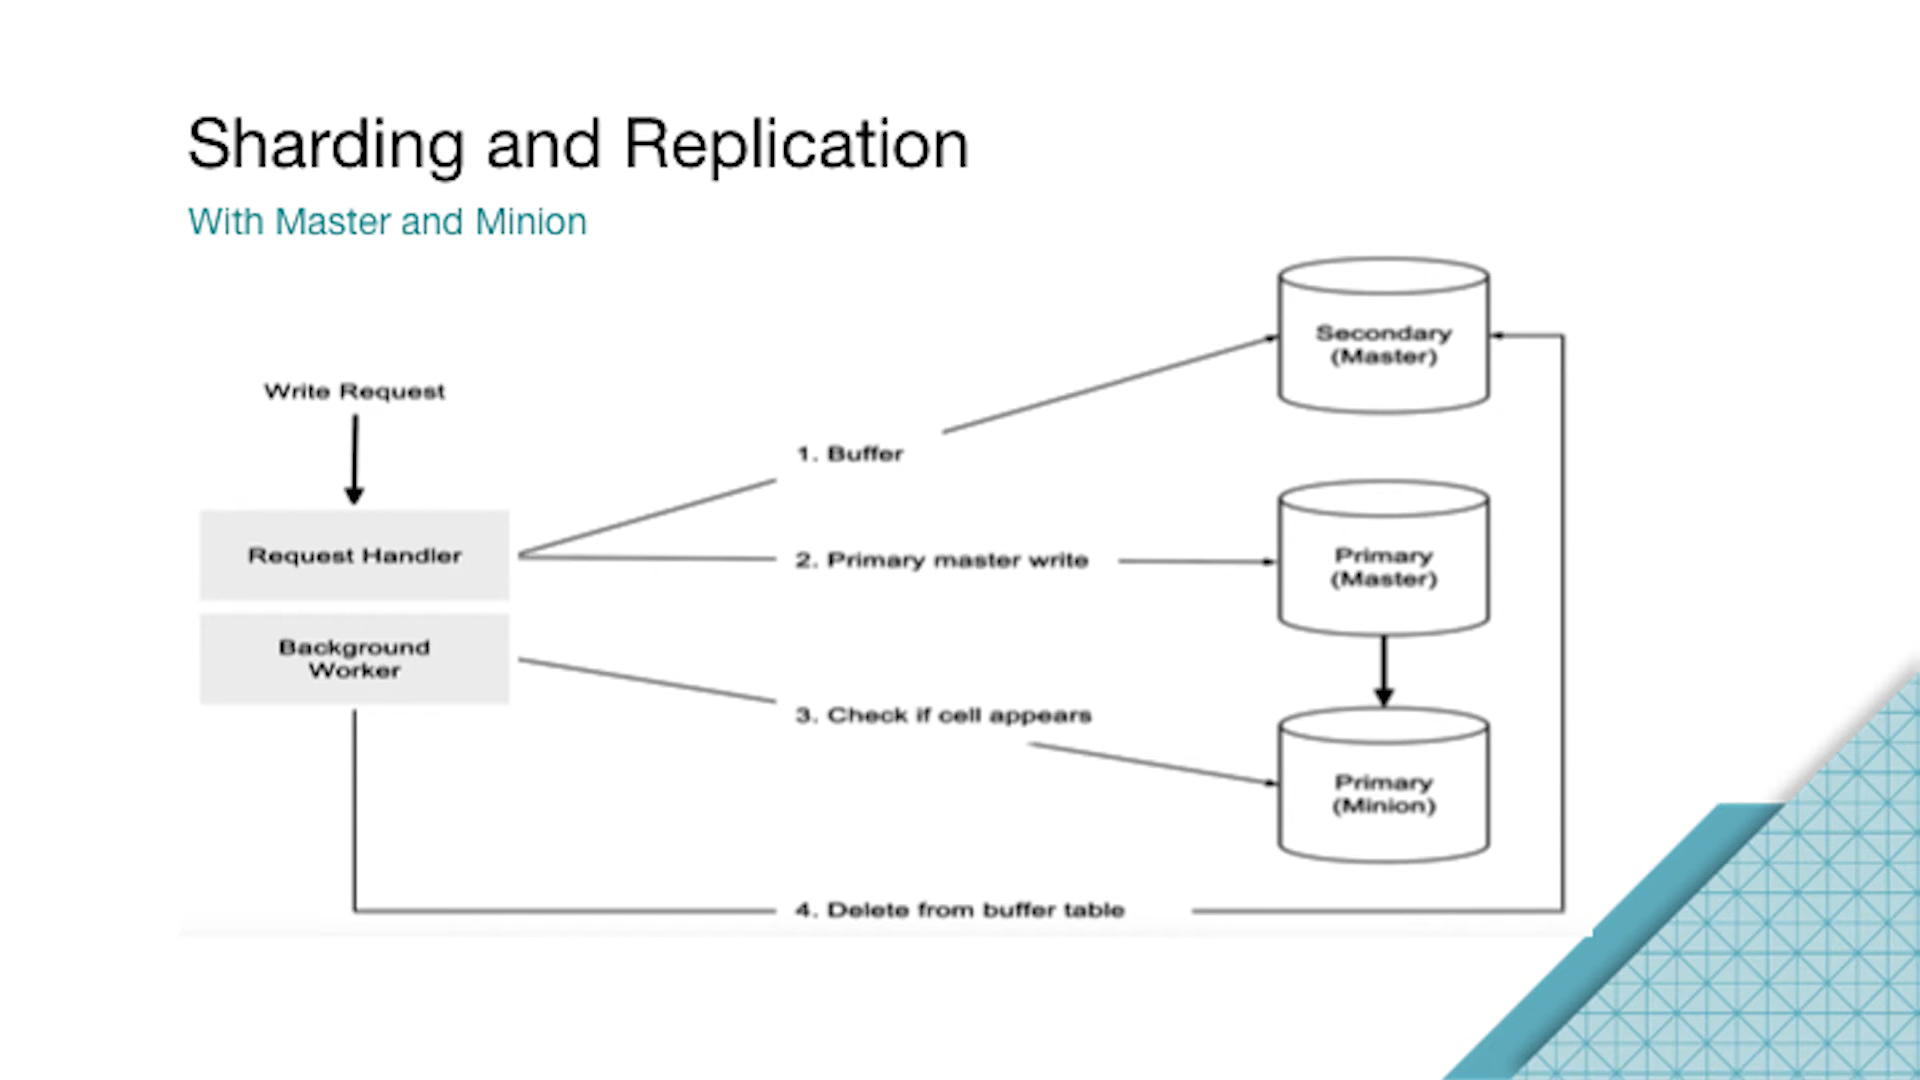 Sharding and Replication
With Master and Minion
Write Request
Request Handler
Background
Worker
1. Buffer
2. Primary master write
3. Check if cell appears
4. Delete from buffer table
Secondary
(Master)
Primary
(Master)
Primary
(Minion)